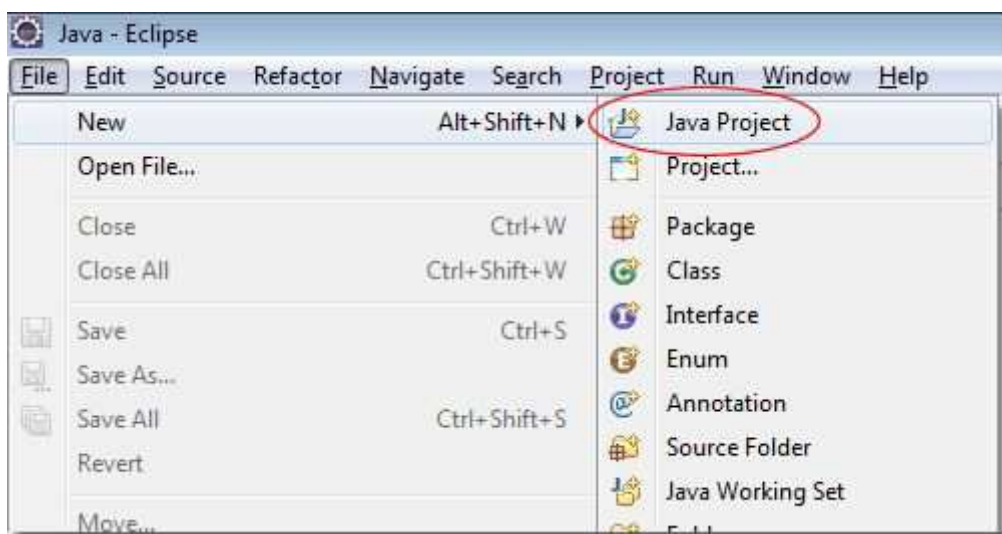 Java - Eclipse
File Edit Source Refactor Navigate Search Project Run Window Help
New Alt+Shift+N
Open File...
Close Ctrl+W
Close All Ctrl+Shift+W
Save Ctrl+S
Save As...
Save All Ctrl+Shift+S
Revert
Move...
Java Project
Project...
Package
Class
Interface
Enum
Annotation
Source Folder
Java Working Set